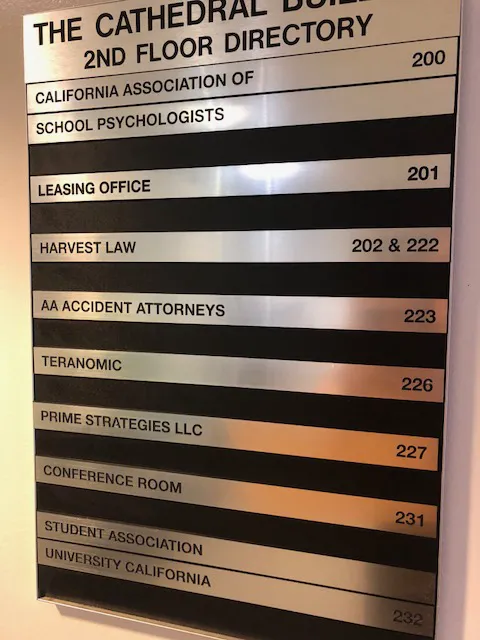 THE CATHEDRAL
2ND FLOOR DIRECTORY
CALIFORNIA ASSOCIATION OF 200
SCHOOL PSYCHOLOGISTS
LEASING OFFICE 201
HARVEST LAW 202 & 222
AA ACCIDENT ATTORNEYS 223
TERANOMIC 226
PRIME STRATEGIES LLC 227
CONFERENCE ROOM 231
STUDENT ASSOCIATION
UNIVERSITY CALIFORNIA 232